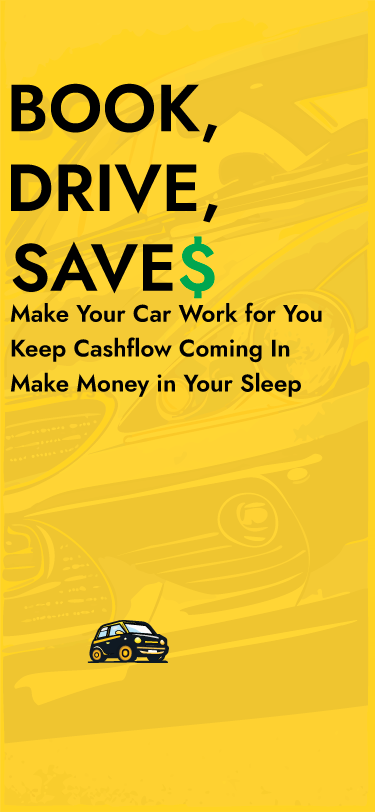 BOOK,
DRIVE,
SAVE$
Make Your Car Work for You
Keep Cashflow Coming In
Make Money in Your Sleep